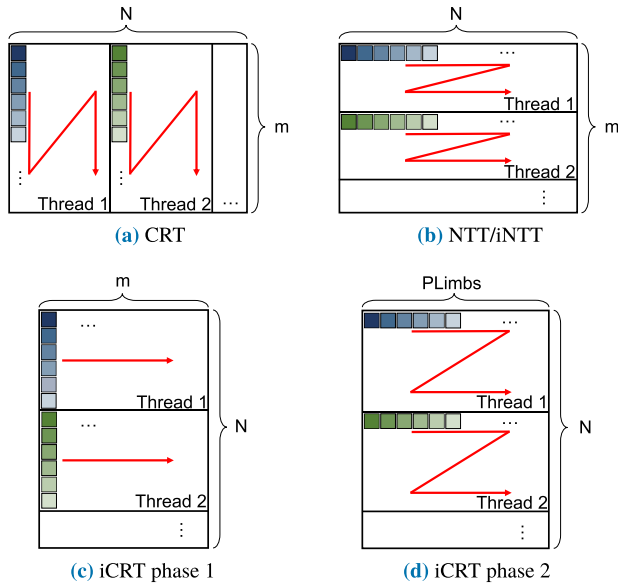 N
m
⋮
Thread 1
⋮
Thread 2
...
(a) CRT
N
m
...
Thread 1
...
Thread 2
⋮
(b) NTT/iNTT
m
N
...
Thread 1
...
Thread 2
⋮
(c) iCRT phase 1
PLimbs
N
...
Thread 1
...
Thread 2
⋮
(d) iCRT phase 2